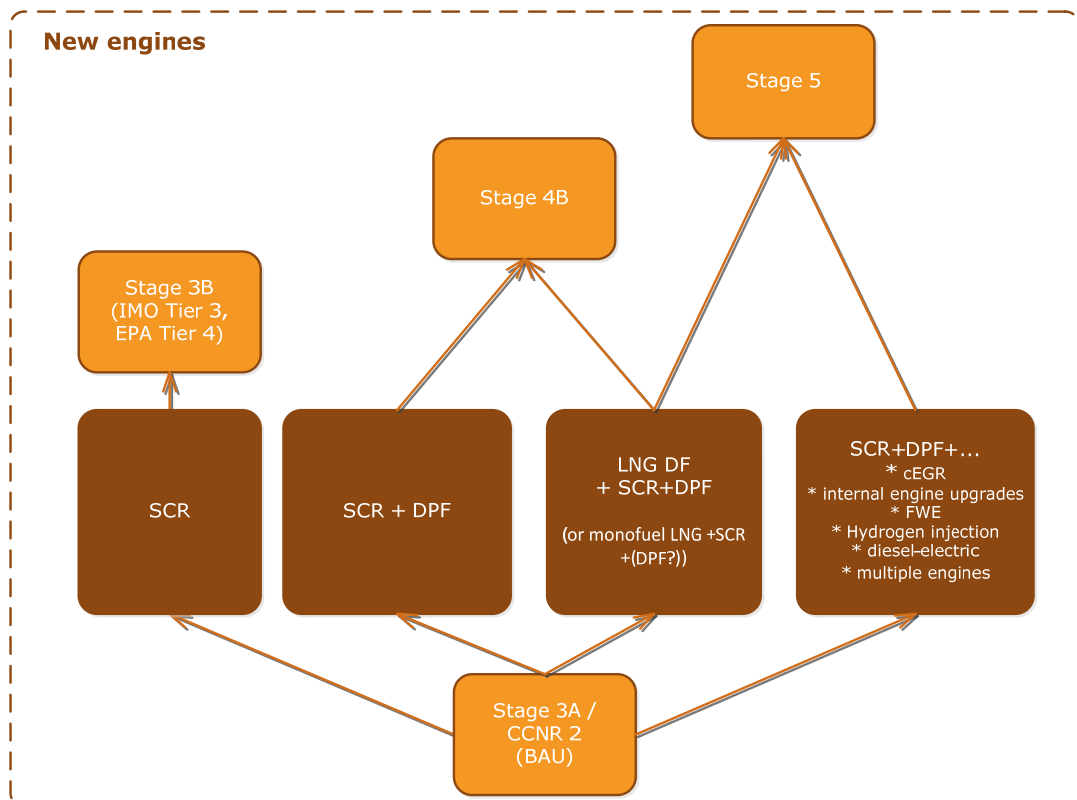 New engines
Stage 5
Stage 4B
Stage 3B
(IMO Tier 3,
EPA Tier 4)
SCR
SCR + DPF
LNG DF
+ SCR+DPF
(or monofuel LNG +SCR
+(DPF?))
SCR+DPF+...
* cEGR
* internal engine upgrades
* FWE
* Hydrogen injection
* diesel-electric
* multiple engines
Stage 3A /
CCNR 2
(BAU)